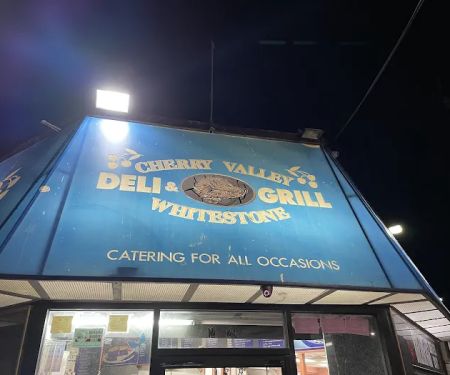 CHERRY VALLEY
DELI & GRILL
WHITESTONE
CATERING FOR ALL OCCASIONS